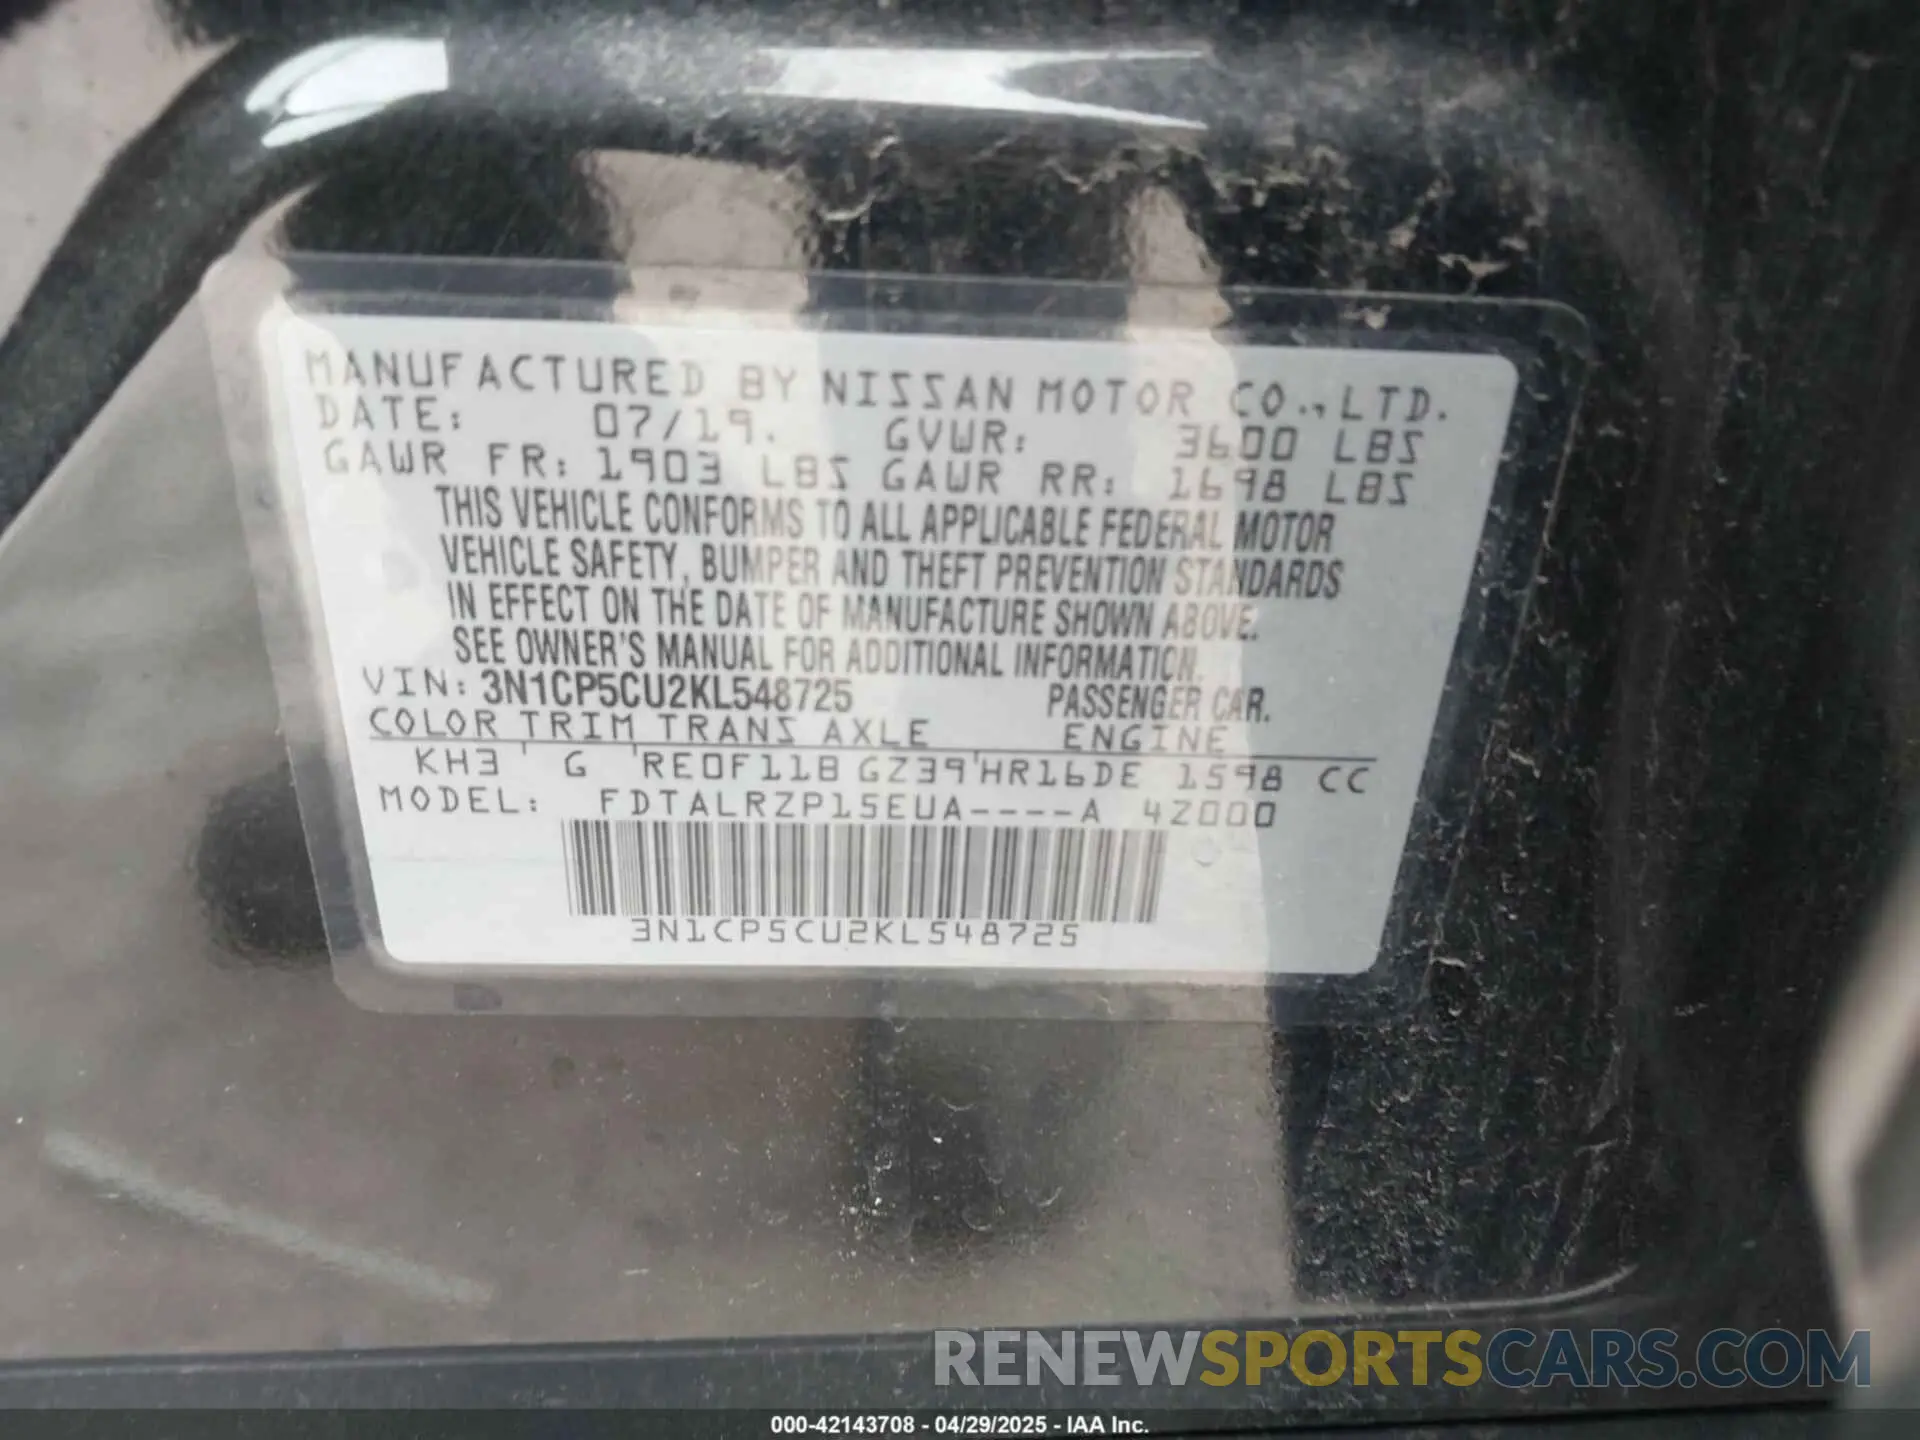 MANUFACTURED BY NISSAN MOTOR CO., LTD.
DATE: 07/19. GVWR: 3600 LBS
GAWR FR: 1903 LBS GAWR RR: 1698 LBS
THIS VEHICLE CONFORMS TO ALL APPLICABLE FEDERAL MOTOR
VEHICLE SAFETY, BUMPER AND THEFT PREVENTION STANDARDS
IN EFFECT ON THE DATE OF MANUFACTURE SHOWN ABOVE.
SEE OWNER'S MANUAL FOR ADDITIONAL INFORMATION.
VIN: 3N1CP5CU2KL548725 PASSENGER CAR.
COLOR TRIM TRANS AXLE ENGINE
KH3 ' G ' RE0F11B GZ39 ' HR16DE 1598 CC
MODEL: FDTALRZP15EUA----A 42000
3N1CP5CU2KL548725
RENEWSPORTSCARS.COM
000-42143708 - 04/29/2025 - IAA Inc.